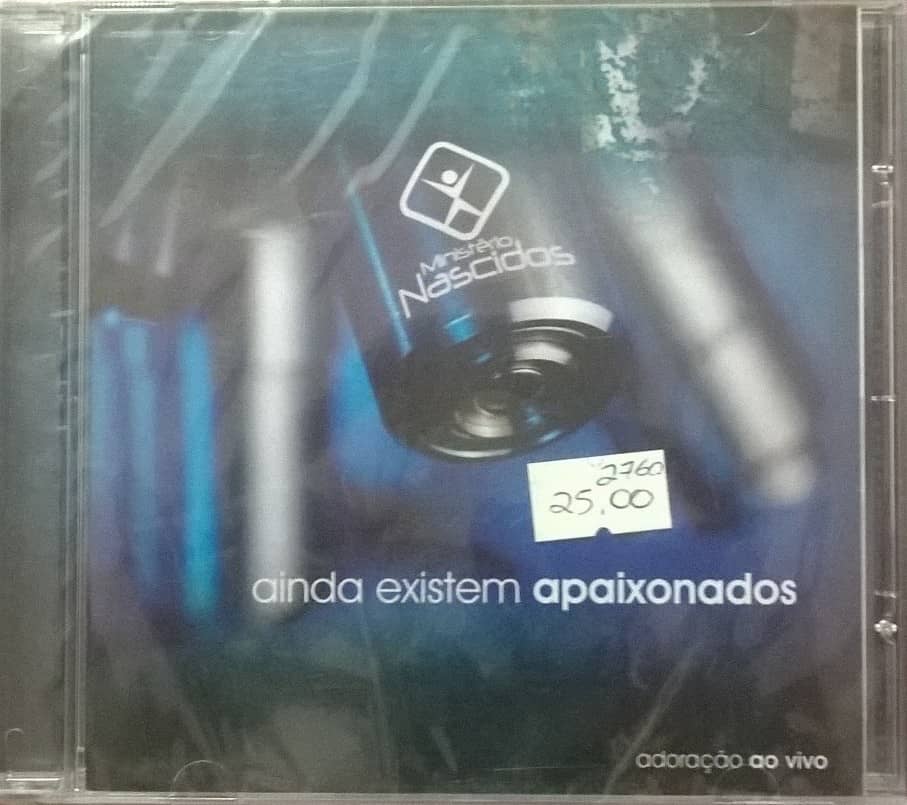 Ministério
Nascidos
2760
25,00
ainda existem apaixonados
adoração ao vivo